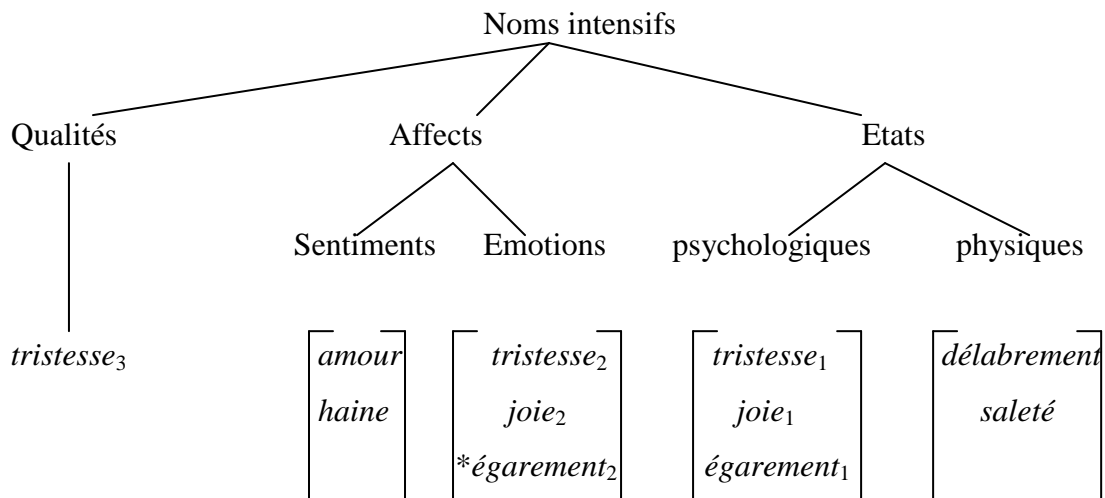 Noms intensifs
Qualités Affects Etats
Sentiments Emotions psychologiques physiques
tristesse₃ amour tristesse₂ tristesse₁ délabrement
haine joie₂ joie₁ saleté
*égarement₂ égarement₁